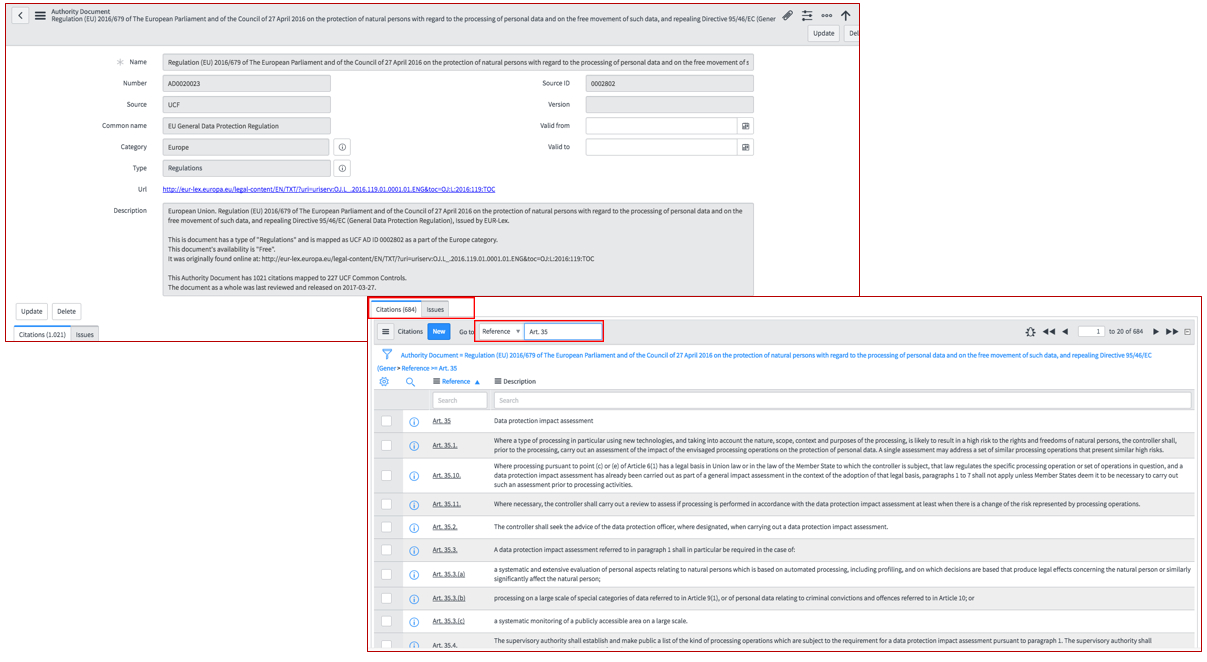 Authority Document
Regulation (EU) 2016/679 of The European Parliament and of the Council of 27 April 2016 on the protection of natural persons with regard to the processing of personal data and on the free movement of such data, and repealing Directive 95/46/EC (Gener
Update
Del
Name
Regulation (EU) 2016/679 of The European Parliament and of the Council of 27 April 2016 on the protection of natural persons with regard to the processing of personal data and on the free movement of s
Number
AD0020023
Source ID
0002802
Source
UCF
Version
Common name
EU General Data Protection Regulation
Valid from
Category
Europe
Valid to
Type
Regulations
Url
http://eur-lex.europa.eu/legal-content/EN/TXT/?uri=uriserv:OJ.L_.2016.119.01.0001.01.ENG&toc=OJ:L:2016:119:TOC
Description
European Union. Regulation (EU) 2016/679 of The European Parliament and of the Council of 27 April 2016 on the protection of natural persons with regard to the processing of personal data and on the
free movement of such data, and repealing Directive 95/46/EC (General Data Protection Regulation), issued by EUR-Lex.
This is document has a type of "Regulations" and is mapped as UCF AD ID 0002802 as a part of the Europe category.
This document's availability is "Free".
It was originally found online at: http://eur-lex.europa.eu/legal-content/EN/TXT/?uri=uriserv:OJ.L_.2016.119.01.0001.01.ENG&toc=OJ:L:2016:119:TOC
This Authority Document has 1021 citations mapped to 227 UCF Common Controls.
The document as a whole was last reviewed and released on 2017-03-27.
Update
Delete
Citations (1.021)
Issues
Citations (684)
Issues
Citations
New
Go to
Reference
Art. 35
1
to 20 of 684
Authority Document = Regulation (EU) 2016/679 of The European Parliament and of the Council of 27 April 2016 on the protection of natural persons with regard to the processing of personal data and on the free movement of such data, and repealing Directive 95/46/EC
(Gener > Reference >= Art. 35
Reference
Description
Search
Search
Art. 35
Data protection impact assessment
Art. 35.1.
Where a type of processing in particular using new technologies, and taking into account the nature, scope, context and purposes of the processing, is likely to result in a high risk to the rights and freedoms of natural persons, the controller shall,
prior to the processing, carry out an assessment of the impact of the envisaged processing operations on the protection of personal data. A single assessment may address a set of similar processing operations that present similar high risks.
Art. 35.10.
Where processing pursuant to point (c) or (e) of Article 6(1) has a legal basis in Union law or in the law of the Member State to which the controller is subject, that law regulates the specific processing operation or set of operations in question, and a
data protection impact assessment has already been carried out as part of a general impact assessment in the context of the adoption of that legal basis, paragraphs 1 to 7 shall not apply unless Member States deem it to be necessary to carry out
such an assessment prior to processing activities.
Art. 35.11.
Where necessary, the controller shall carry out a review to assess if processing is performed in accordance with the data protection impact assessment at least when there is a change of the risk represented by processing operations.
Art. 35.2.
The controller shall seek the advice of the data protection officer, where designated, when carrying out a data protection impact assessment.
Art. 35.3.
A data protection impact assessment referred to in paragraph 1 shall in particular be required in the case of:
Art. 35.3.(a)
a systematic and extensive evaluation of personal aspects relating to natural persons which is based on automated processing, including profiling, and on which decisions are based that produce legal effects concerning the natural person or similarly
significantly affect the natural person;
Art. 35.3.(b)
processing on a large scale of special categories of data referred to in Article 9(1), or of personal data relating to criminal convictions and offences referred to in Article 10; or
Art. 35.3.(c)
a systematic monitoring of a publicly accessible area on a large scale.
Art. 35.4.
The supervisory authority shall establish and make public a list of the kind of processing operations which are subject to the requirement for a data protection impact assessment pursuant to paragraph 1. The supervisory authority shall